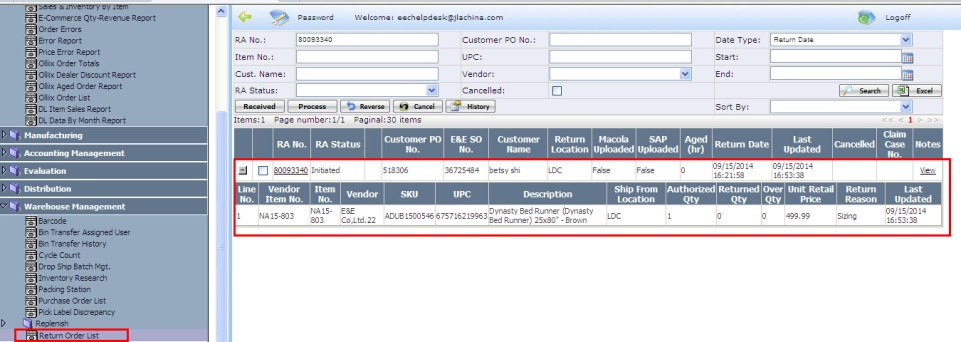 Sales & Inventory By Item
E-Commerce Qty-Revenue Report
Order Errors
Error Report
Price Error Report
Ollix Order Totals
Ollix Dealer Discount Report
Ollix Aged Order Report
Ollix Order List
DL Item Sales Report
DL Data By Month Report
Manufacturing
Accounting Management
Evaluation
Distribution
Warehouse Management
Barcode
Bin Transfer Assigned User
Bin Transfer History
Cycle Count
Drop Ship Batch Mgt.
Inventory Research
Packing Station
Purchase Order List
Pick Label Discrepancy
Replenish
Return Order List
Password Welcome: eechelpdesk@jlachina.com Logoff
RA No.: 80093340 Customer PO No.: Date Type: Return Date
Item No.: UPC: Start:
Cust. Name: Vendor: End:
RA Status: Cancelled: Search Excel
Received Process Reverse Cancel History Sort By:
Items:1 Page number:1/1 Paginal:30 items << < 1 > >>
RA No. RA Status Customer PO No. E&E SO No. Customer Name Return Location Macola Uploaded SAP Uploaded Aged (hr) Return Date Last Updated Cancelled Claim Case No. Notes
80093340 Initiated 518306 36725484 betsy shi LDC False False 0 09/15/2014 16:21:58 09/15/2014 16:53:38 View
Line No. Vendor Item No. Item No. Vendor SKU UPC Description Ship From Location Authorized Qty Returned Qty Over Qty Unit Retail Price Return Reason Last Updated
1 NA15-803 NA15-803 E&E Co,Ltd.22 ADUB1500546 675716219963 Dynasty Bed Runner (Dynasty Bed Runner) 25x80" - Brown LDC 1 0 0 499.99 Sizing 09/15/2014 16:53:38